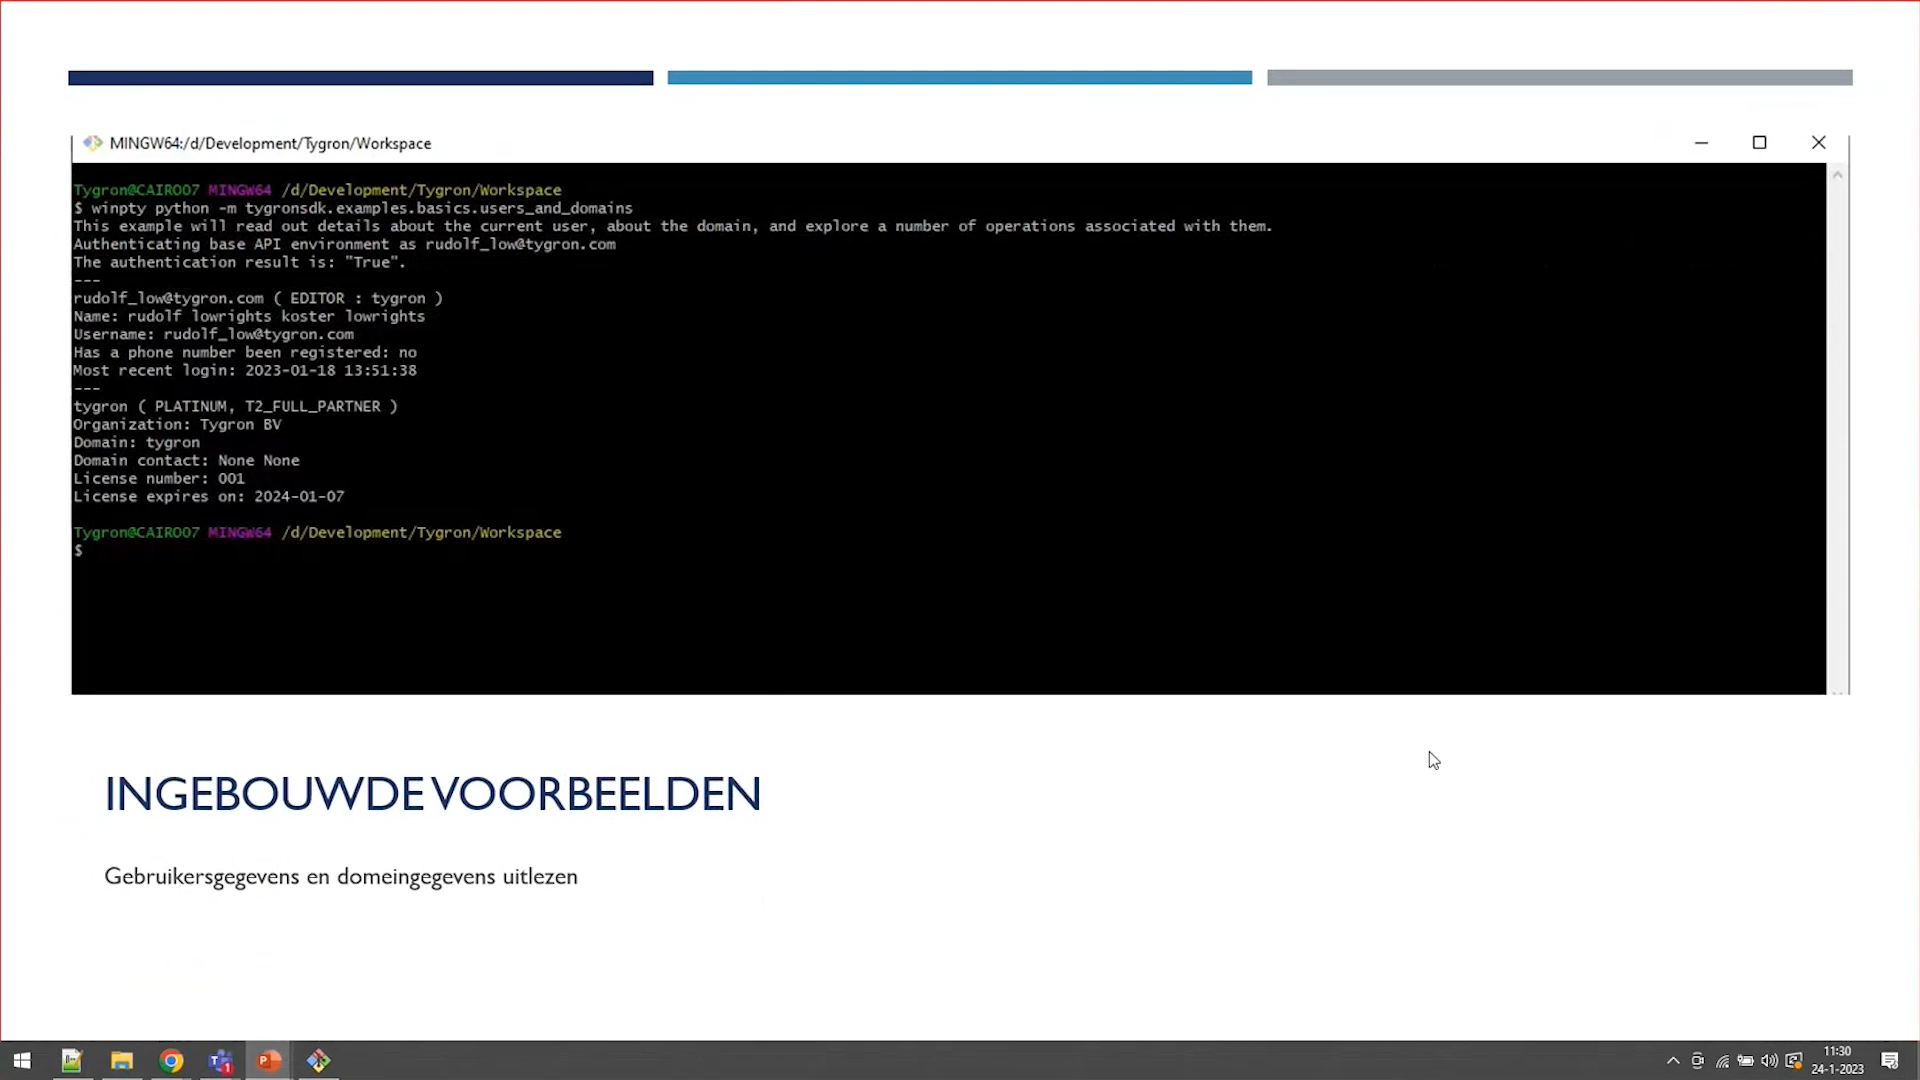 MINGW64:/d/Development/Tygron/Workspace
Tygron@CAIRO07 MINGW64 /d/Development/Tygron/Workspace
$ winpty python -m tygronsdk.examples.basics.users_and_domains
This example will read out details about the current user, about the domain, and explore a number of operations associated with them.
Authenticating base API environment as rudolf_low@tygron.com
The authentication result is: "True".
---
rudolf_low@tygron.com ( EDITOR : tygron )
Name: rudolf lowrights koster lowrights
Username: rudolf_low@tygron.com
Has a phone number been registered: no
Most recent login: 2023-01-18 13:51:38
---
tygron ( PLATINUM, T2_FULL_PARTNER )
Organization: Tygron BV
Domain: tygron
Domain contact: None None
License number: 001
License expires on: 2024-01-07
Tygron@CAIRO07 MINGW64 /d/Development/Tygron/Workspace
$
INGEBOUWDE VOORBEELDEN
Gebruikersgegevens en domeingegevens uitlezen
11:30
24-1-2023